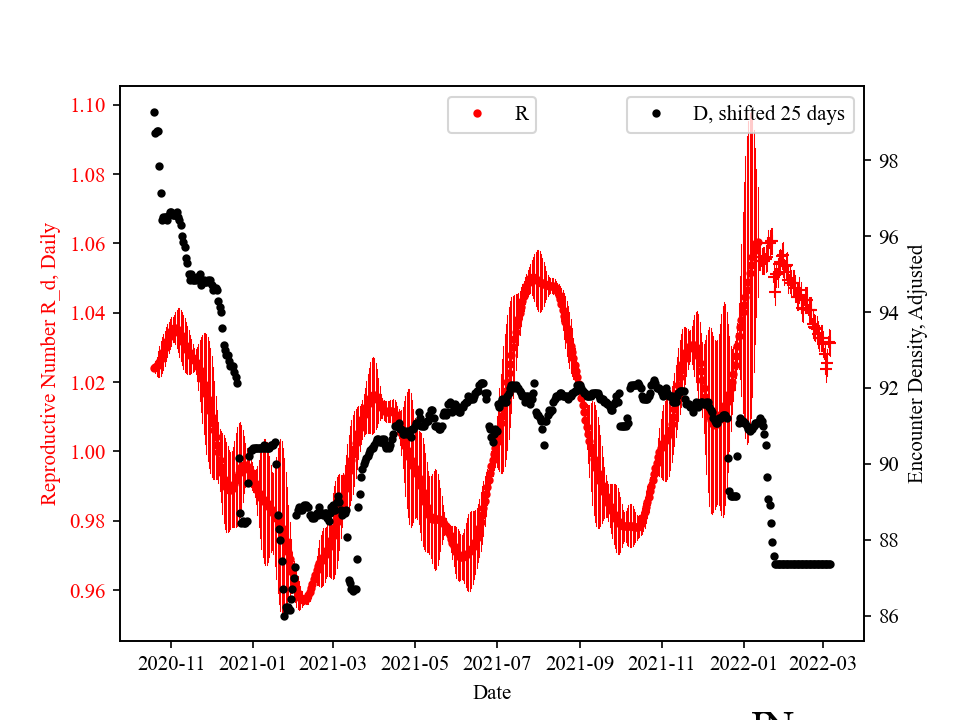 R
D, shifted 25 days
1.10
1.08
1.06
1.04
1.02
1.00
0.98
0.96
Reproductive Number R_d, Daily
98
96
94
92
90
88
86
Encounter Density, Adjusted
2020-11 2021-01 2021-03 2021-05 2021-07 2021-09 2021-11 2022-01 2022-03
Date